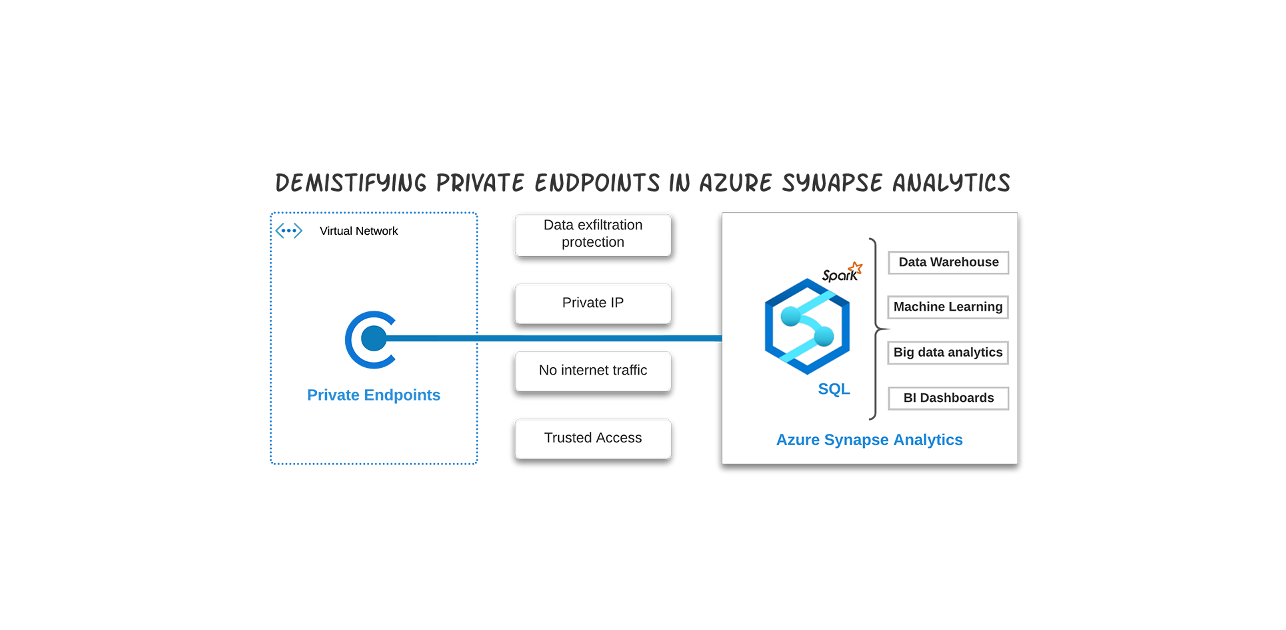 DEMISTIFYING PRIVATE ENDPOINTS IN AZURE SYNAPSE ANALYTICS
Virtual Network
Private Endpoints
Data exfiltration
protection
Private IP
No internet traffic
Trusted Access
Spark
SQL
Data Warehouse
Machine Learning
Big data analytics
BI Dashboards
Azure Synapse Analytics